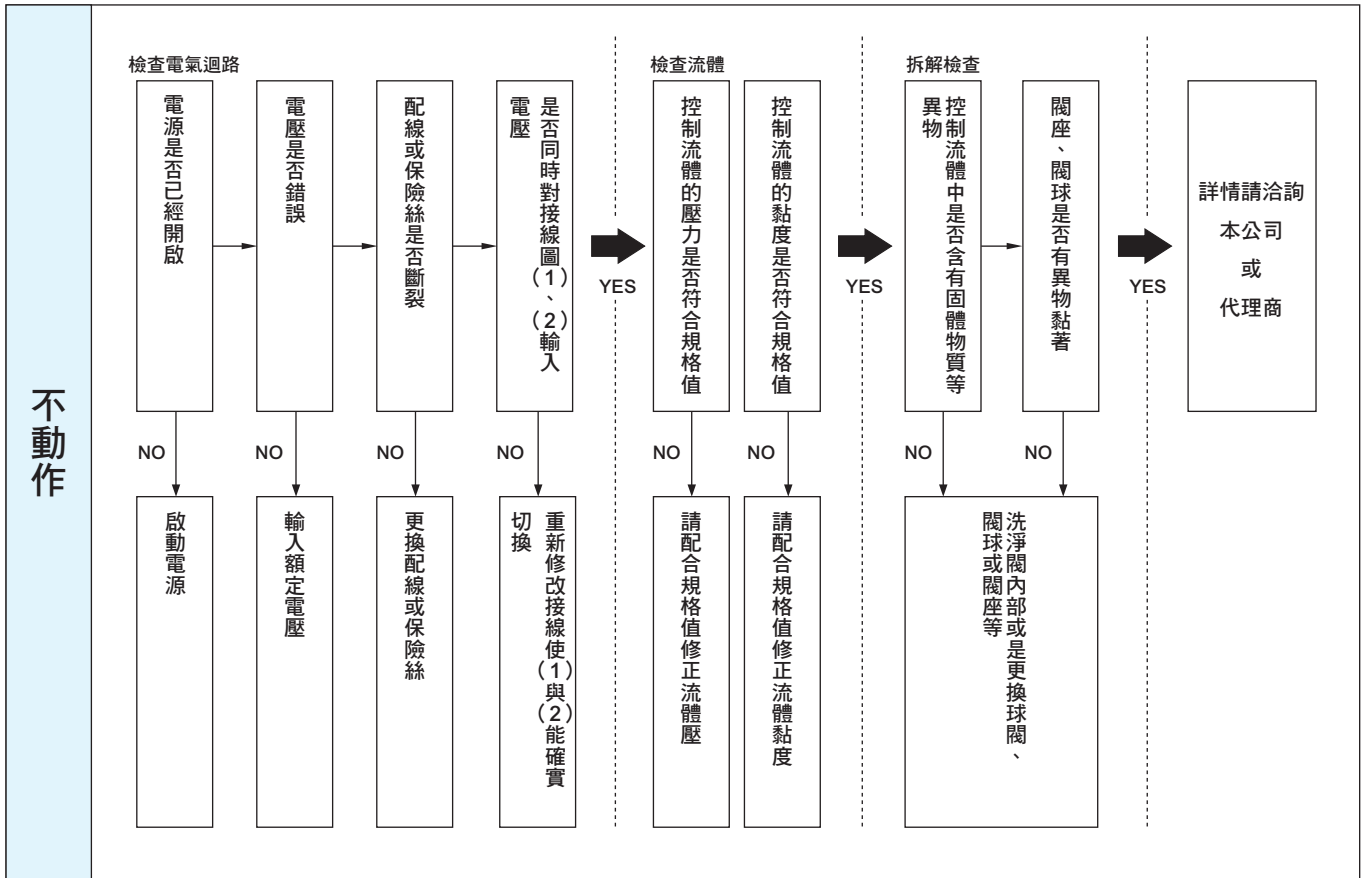 不動作
檢查電氣迴路
電源是否已經開啟
電壓是否錯誤
配線或保險絲是否斷裂
是否同時對接線圖(1)、(2)輸入
電壓
NO
NO
NO
NO
啟動電源
輸入額定電壓
更換配線或保險絲
重新修改接線使(1)與(2)能確實
切換
YES
檢查流體
控制流體的壓力是否符合規格值
控制流體的黏度是否符合規格值
NO
NO
請配合規格值修正流體壓
請配合規格值修正流體黏度
YES
拆解檢查
控制流體中是否含有固體物質等
異物
閥座、閥球是否有異物黏著
NO
NO
洗淨閥內部或是更換球閥、
閥球或閥座等
YES
詳情請洽詢
本公司
或
代理商